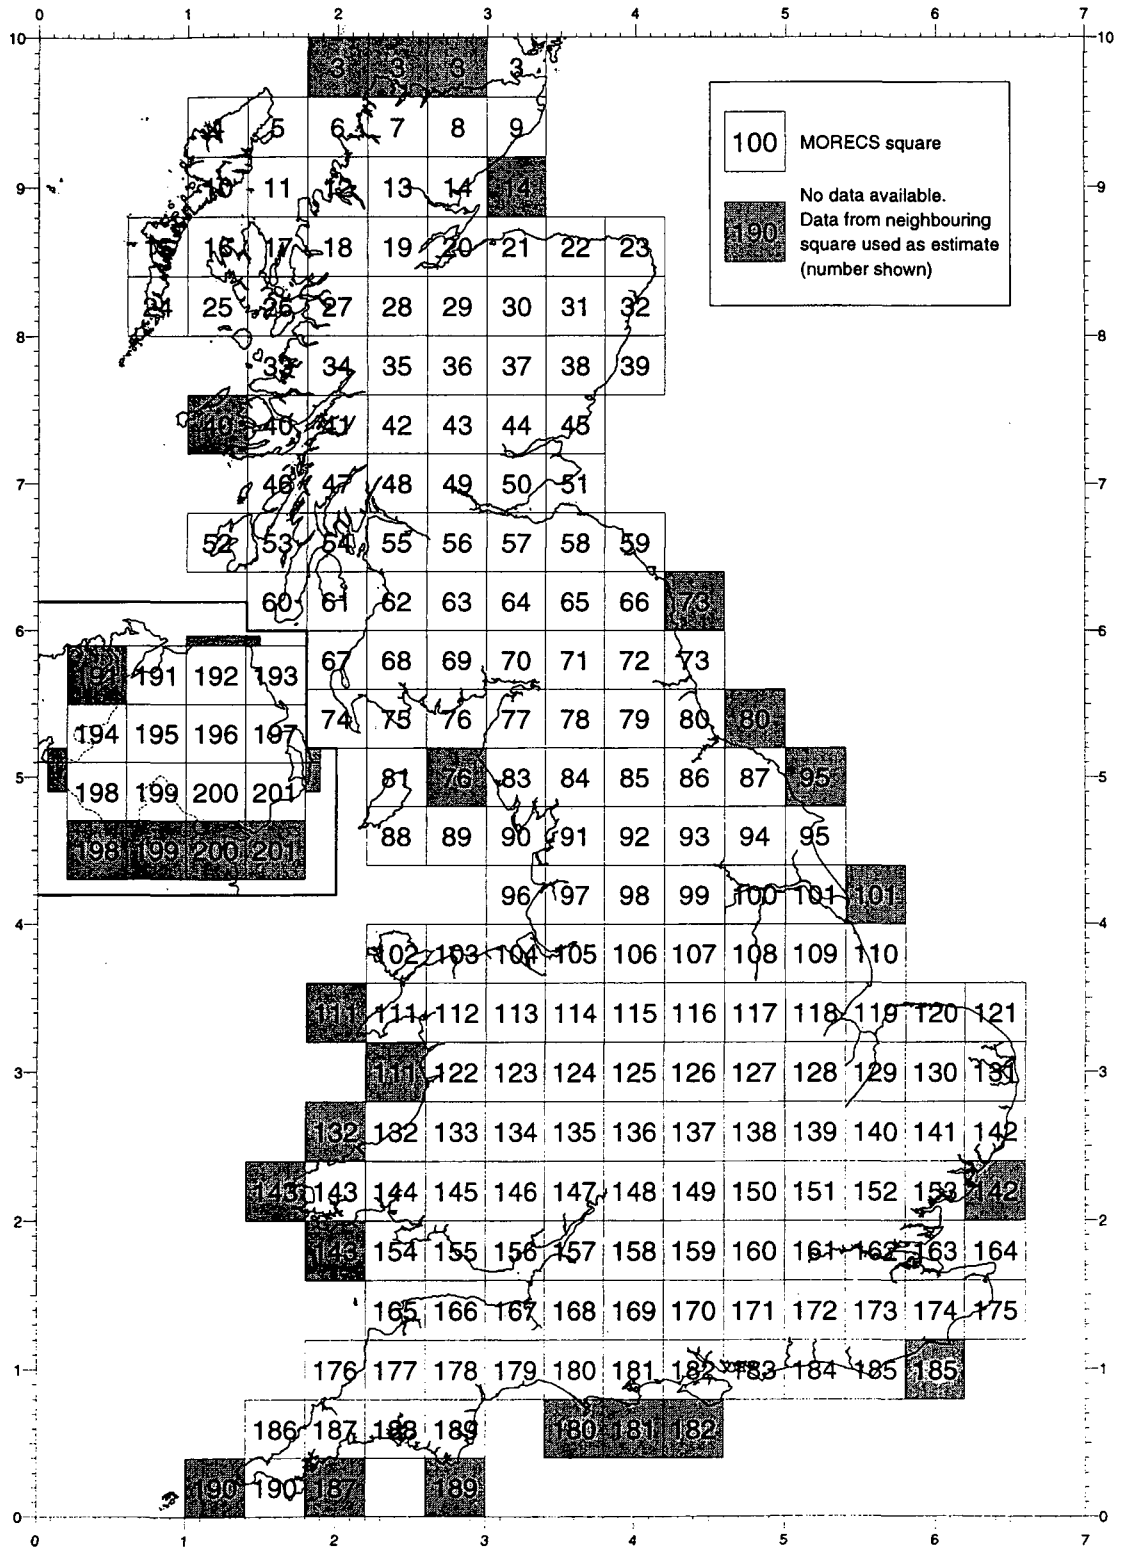 0 1 2 3 4 5 6 7
10 3 3 3 3 10
4 5 6 7 8 9
9 10 11 12 13 14 14 9
15 16 17 18 19 20 21 22 23
24 25 26 27 28 29 30 31 32
8 8
33 34 35 36 37 38 39
40 40 41 42 43 44 45
7 46 47 48 49 50 51 7
52 53 54 55 56 57 58 59
60 61 62 63 64 65 66 73
6 6
191 191 192 193 67 68 69 70 71 72 73
194 195 196 197 74 75 76 77 78 79 80 80
5 198 199 200 201 81 76 83 84 85 86 87 95 5
198 199 200 201 88 89 90 91 92 93 94 95
96 97 98 99 100 101 101
4 4
102 103 104 105 106 107 108 109 110
111 111 112 113 114 115 116 117 118 119 120 121
3 111 122 123 124 125 126 127 128 129 130 131 3
132 132 133 134 135 136 137 138 139 140 141 142
143 143 144 145 146 147 148 149 150 151 152 153 142
2 2
143 154 155 156 157 158 159 160 161 162 163 164
165 166 167 168 169 170 171 172 173 174 175
1 176 177 178 179 180 181 182 183 184 185 185 1
186 187 188 189 180 181 182
190 190 187 189
0 0
0 1 2 3 4 5 6 7
100 MORECS square
190 No data available.
Data from neighbouring
square used as estimate
(number shown)